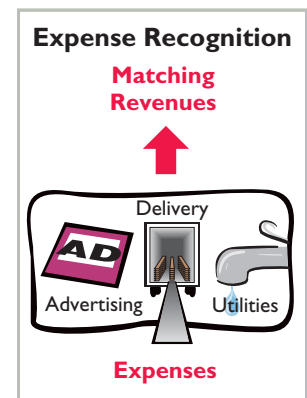 Expense Recognition
Matching
Revenues
Delivery
AD
Advertising
Utilities
Expenses